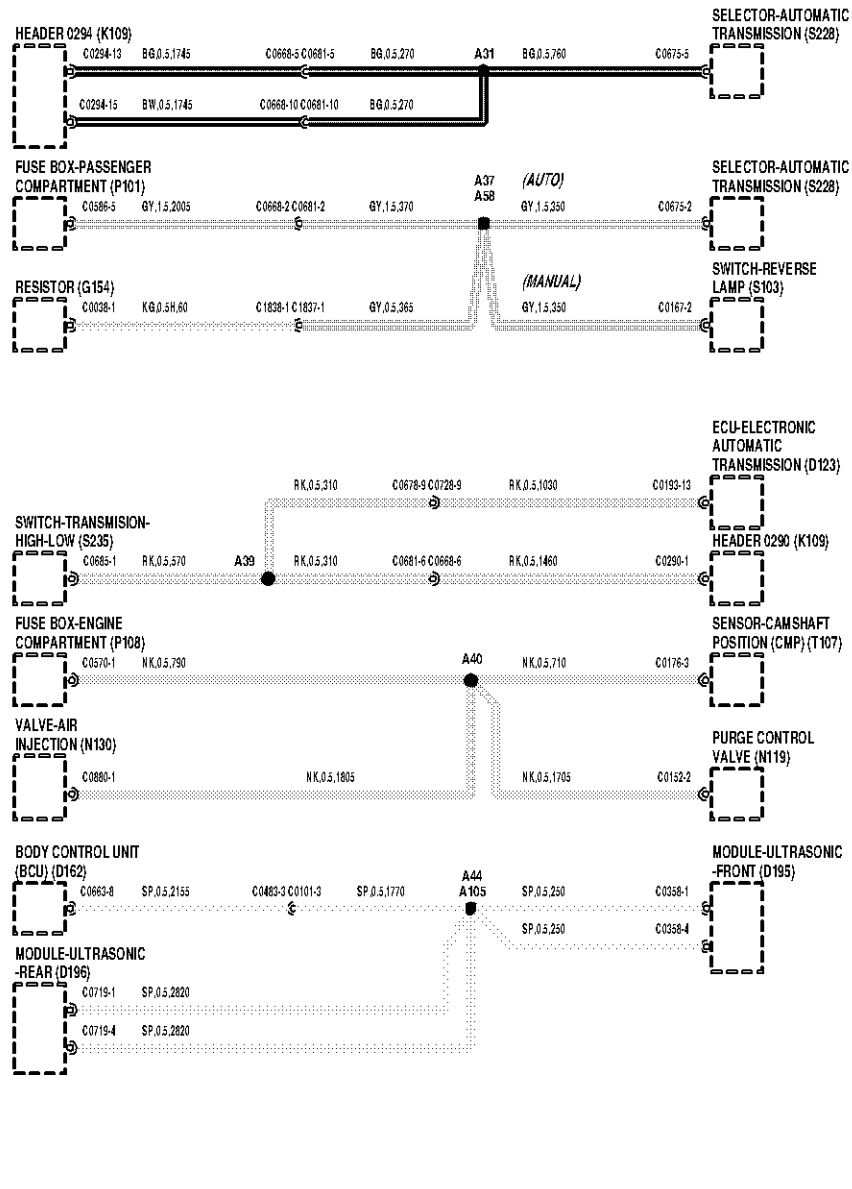 HEADER 0294 (K109)
SELECTOR-AUTOMATIC
TRANSMISSION (S228)
C0294-13 BG,0.5,1745 C0668-5 C0681-5 BG,0.5,270 A31 BG,0.5,760 C0675-5
C0294-15 BW,0.5,1745 C0668-10 C0681-10 BG,0.5,270
FUSE BOX-PASSENGER
COMPARTMENT (P101)
A37
A58
(AUTO)
SELECTOR-AUTOMATIC
TRANSMISSION (S228)
C0586-5 GY,1.5,2005 C0668-2 C0681-2 GY,1.5,370 GY,1.5,350 C0675-2
RESISTOR (G154)
(MANUAL)
SWITCH-REVERSE
LAMP (S103)
C0038-1 KG,0.5H,60 C1838-1 C1837-1 GY,0.5,365 GY,1.5,350 C0167-2
ECU-ELECTRONIC
AUTOMATIC
TRANSMISSION (D123)
RK,0.5,310 C0678-9 C0728-9 RK,0.5,1030 C0193-13
SWITCH-TRANSMISION-
HIGH-LOW (S235)
HEADER 0290 (K109)
C0685-1 RK,0.5,570 A39 RK,0.5,310 C0681-6 C0668-6 RK,0.5,1460 C0290-1
FUSE BOX-ENGINE
COMPARTMENT (P108)
SENSOR-CAMSHAFT
POSITION (CMP) (T107)
C0570-1 NK,0.5,790 A40 NK,0.5,710 C0176-3
VALVE-AIR
INJECTION (N130)
PURGE CONTROL
VALVE (N119)
C0880-1 NK,0.5,1805 NK,0.5,1705 C0152-2
BODY CONTROL UNIT
(BCU) (D162)
A44
A105
MODULE-ULTRASONIC
-FRONT (D195)
C0663-8 SP,0.5,2155 C0483-3 C0101-3 SP,0.5,1770 SP,0.5,250 C0358-1
SP,0.5,250 C0358-4
MODULE-ULTRASONIC
-REAR (D196)
C0719-1 SP,0.5,2820
C0719-4 SP,0.5,2820